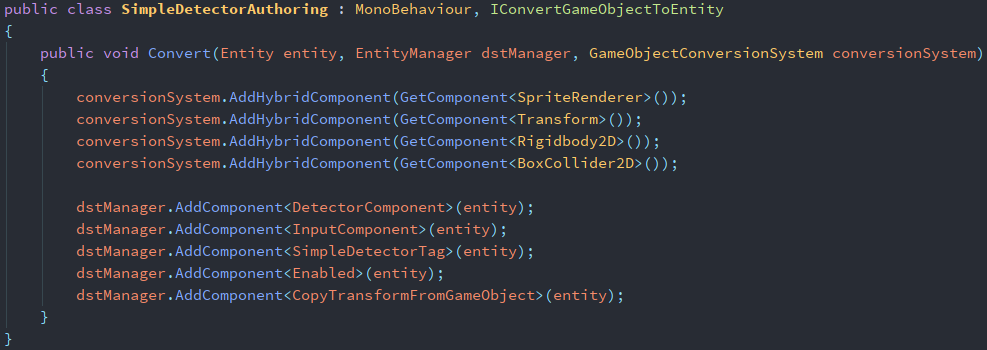 public class SimpleDetectorAuthoring : MonoBehaviour, IConvertGameObjectToEntity
{
    public void Convert(Entity entity, EntityManager dstManager, GameObjectConversionSystem conversionSystem)
    {
        conversionSystem.AddHybridComponent(GetComponent<SpriteRenderer>());
        conversionSystem.AddHybridComponent(GetComponent<Transform>());
        conversionSystem.AddHybridComponent(GetComponent<Rigidbody2D>());
        conversionSystem.AddHybridComponent(GetComponent<BoxCollider2D>());

        dstManager.AddComponent<DetectorComponent>(entity);
        dstManager.AddComponent<InputComponent>(entity);
        dstManager.AddComponent<SimpleDetectorTag>(entity);
        dstManager.AddComponent<Enabled>(entity);
        dstManager.AddComponent<CopyTransformFromGameObject>(entity);
    }
}